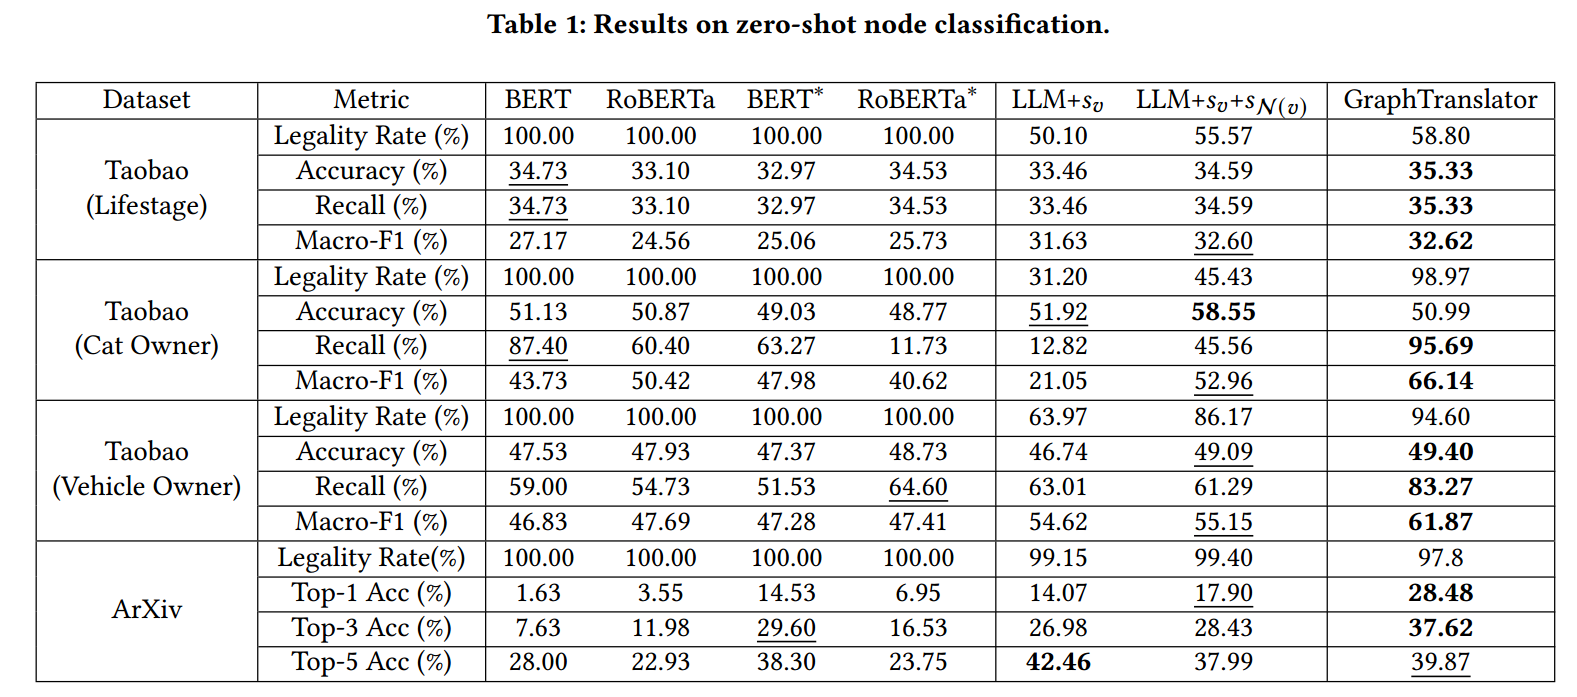 Table 1: Results on zero-shot node classification.
Dataset Metric BERT RoBERTa BERT* RoBERTa* LLM+s_v LLM+s_v+s_𝒩(v) GraphTranslator
Taobao (Lifestage)
Legality Rate (%) 100.00 100.00 100.00 100.00 50.10 55.57 58.80
Accuracy (%) 34.73 33.10 32.97 34.53 33.46 34.59 35.33
Recall (%) 34.73 33.10 32.97 34.53 33.46 34.59 35.33
Macro-F1 (%) 27.17 24.56 25.06 25.73 31.63 32.60 32.62
Taobao (Cat Owner)
Legality Rate (%) 100.00 100.00 100.00 100.00 31.20 45.43 98.97
Accuracy (%) 51.13 50.87 49.03 48.77 51.92 58.55 50.99
Recall (%) 87.40 60.40 63.27 11.73 12.82 45.56 95.69
Macro-F1 (%) 43.73 50.42 47.98 40.62 21.05 52.96 66.14
Taobao (Vehicle Owner)
Legality Rate (%) 100.00 100.00 100.00 100.00 63.97 86.17 94.60
Accuracy (%) 47.53 47.93 47.37 48.73 46.74 49.09 49.40
Recall (%) 59.00 54.73 51.53 64.60 63.01 61.29 83.27
Macro-F1 (%) 46.83 47.69 47.28 47.41 54.62 55.15 61.87
ArXiv
Legality Rate(%) 100.00 100.00 100.00 100.00 99.15 99.40 97.8
Top-1 Acc (%) 1.63 3.55 14.53 6.95 14.07 17.90 28.48
Top-3 Acc (%) 7.63 11.98 29.60 16.53 26.98 28.43 37.62
Top-5 Acc (%) 28.00 22.93 38.30 23.75 42.46 37.99 39.87